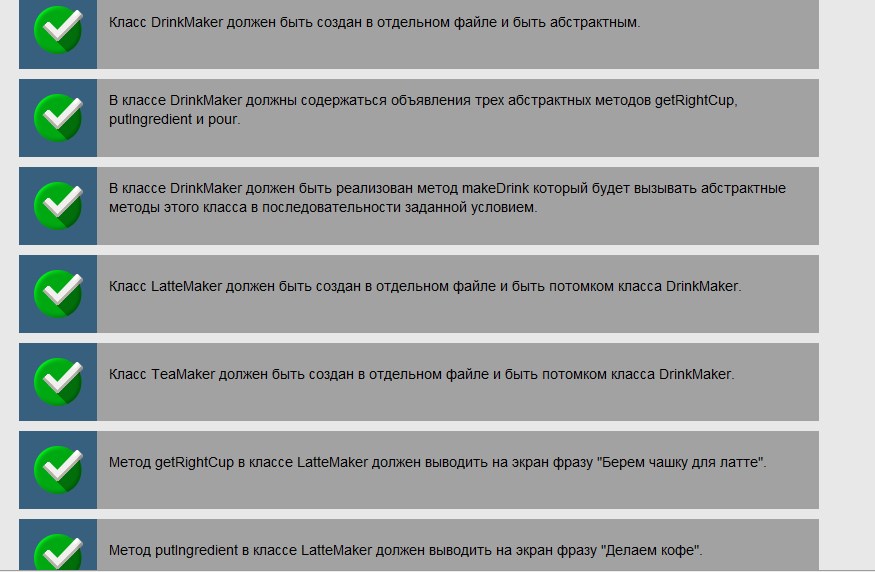 Класс DrinkMaker должен быть создан в отдельном файле и быть абстрактным.
В классе DrinkMaker должны содержаться объявления трех абстрактных методов getRightCup,
putIngredient и pour.
В классе DrinkMaker должен быть реализован метод makeDrink который будет вызывать абстрактные
методы этого класса в последовательности заданной условием.
Класс LatteMaker должен быть создан в отдельном файле и быть потомком класса DrinkMaker.
Класс TeaMaker должен быть создан в отдельном файле и быть потомком класса DrinkMaker.
Метод getRightCup в классе LatteMaker должен выводить на экран фразу "Берем чашку для латте".
Метод putIngredient в классе LatteMaker должен выводить на экран фразу "Делаем кофе".